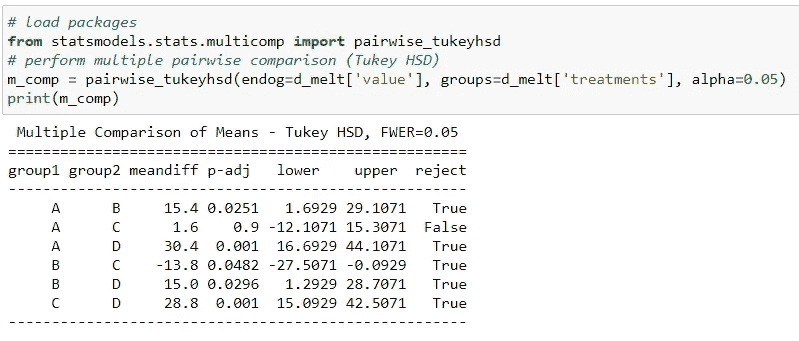 # load packages
from statsmodels.stats.multicomp import pairwise_tukeyhsd
# perform multiple pairwise comparison (Tukey HSD)
m_comp = pairwise_tukeyhsd(endog=d_melt['value'], groups=d_melt['treatments'], alpha=0.05)
print(m_comp)
Multiple Comparison of Means - Tukey HSD, FWER=0.05
====================================================
group1 group2 meandiff p-adj   lower    upper  reject
----------------------------------------------------
     A      B     15.4 0.0251   1.6929 29.1071   True
     A      C      1.6    0.9 -12.1071 15.3071  False
     A      D     30.4  0.001  16.6929 44.1071   True
     B      C    -13.8 0.0482 -27.5071 -0.0929   True
     B      D     15.0 0.0296   1.2929 28.7071   True
     C      D     28.8  0.001  15.0929 42.5071   True
----------------------------------------------------